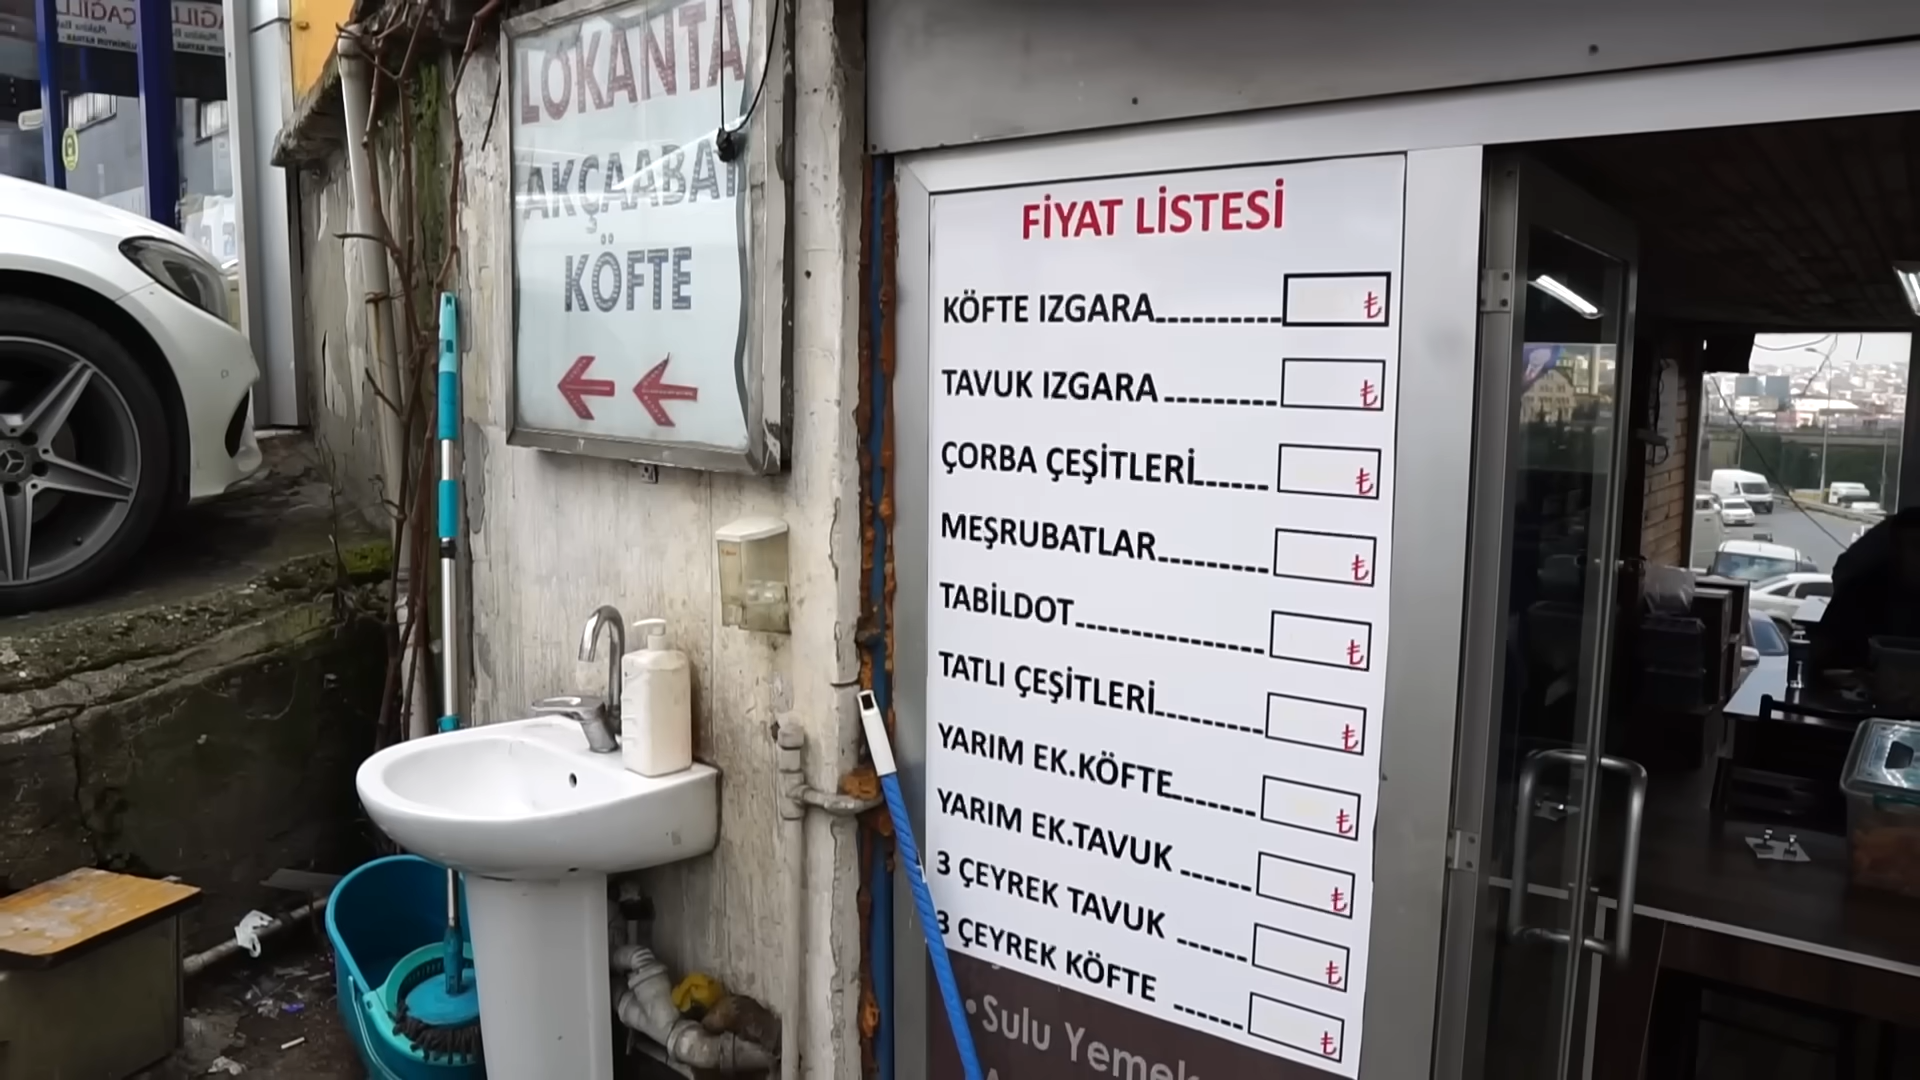 LOKANTA
AKÇAABAT
KÖFTE
FİYAT LİSTESİ
KÖFTE IZGARA.......... ₺
TAVUK IZGARA ......... ₺
ÇORBA ÇEŞİTLERİ...... ₺
MEŞRUBATLAR.......... ₺
TABİLDOT................ ₺
TATLI ÇEŞİTLERİ......... ₺
YARIM EK.KÖFTE........ ₺
YARIM EK.TAVUK ...... ₺
3 ÇEYREK TAVUK ...... ₺
3 ÇEYREK KÖFTE ...... ₺
• Sulu Yemek